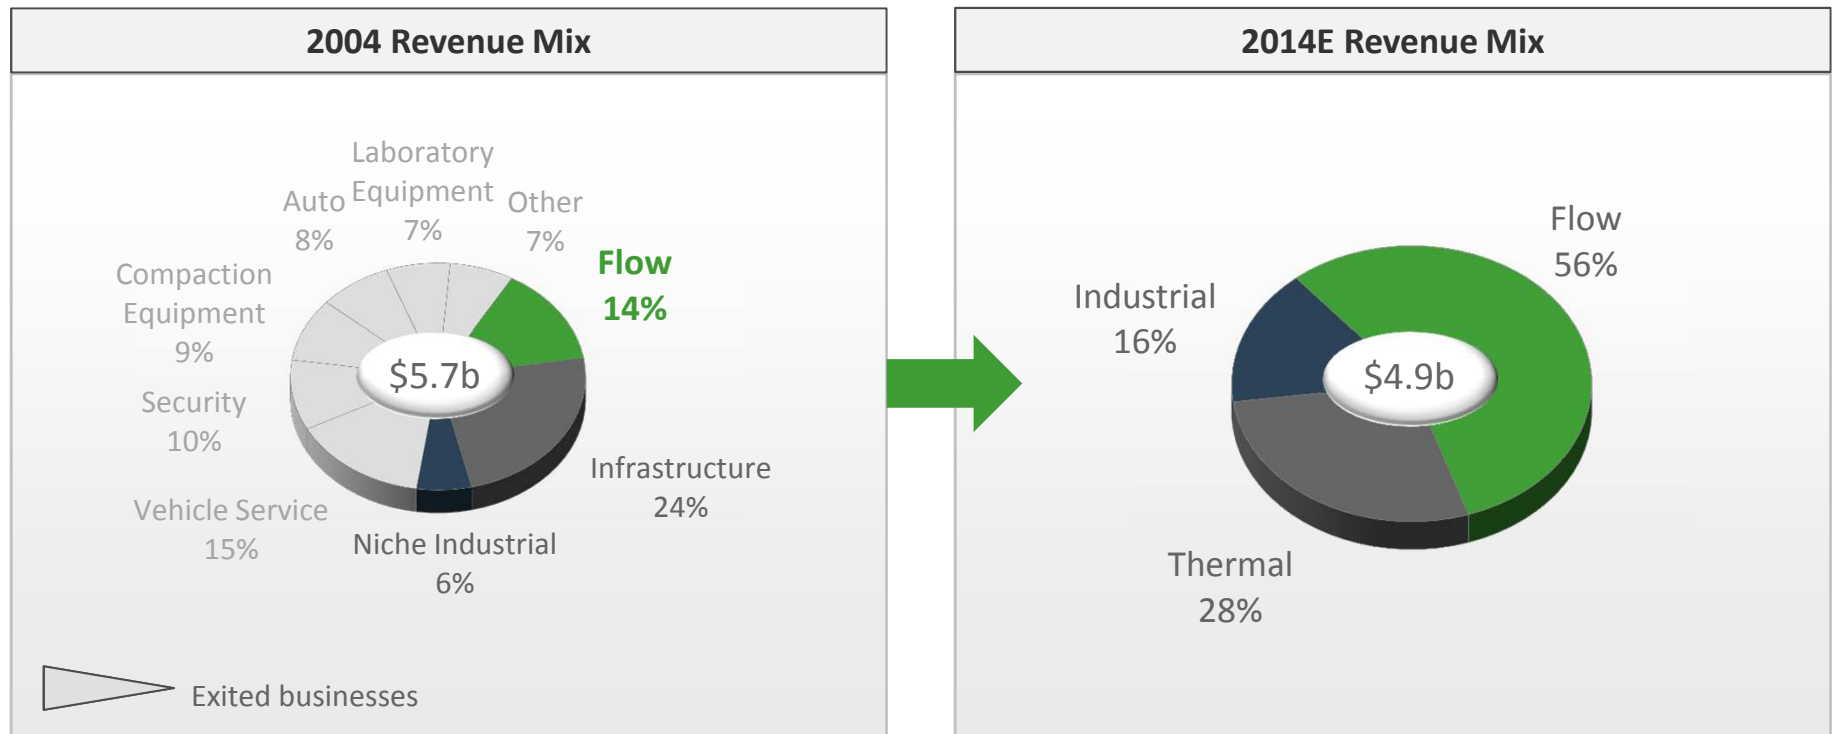 2004 Revenue Mix
Laboratory
Equipment
7%
Auto
8%
Other
7%
Flow
14%
Compaction
Equipment
9%
$5.7b
Security
10%
Infrastructure
24%
Vehicle Service
15%
Niche Industrial
6%
Exited businesses
2014E Revenue Mix
Flow
56%
Industrial
16%
$4.9b
Thermal
28%